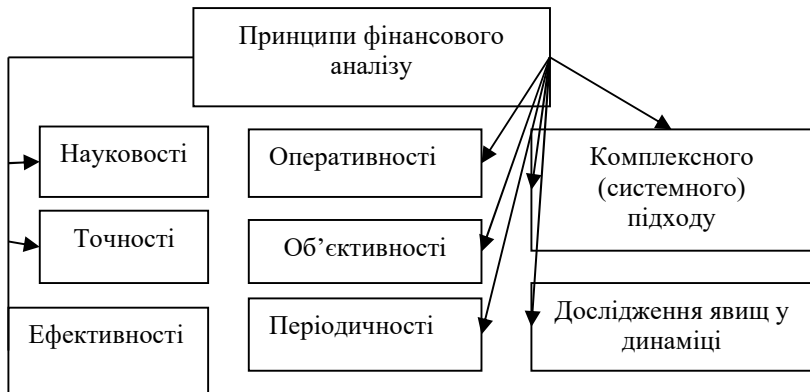 Принципи фінансового
аналізу
Науковості
Оперативності
Комплексного
(системного)
підходу
Точності
Об’єктивності
Ефективності
Періодичності
Дослідження явищ у
динаміці